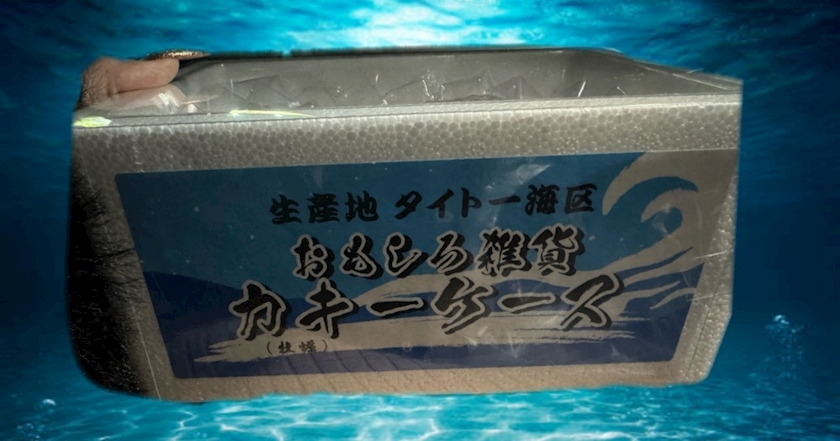 生産地 タイトー海区
おもしろ雑貨
カキーケース
(牡蠣)